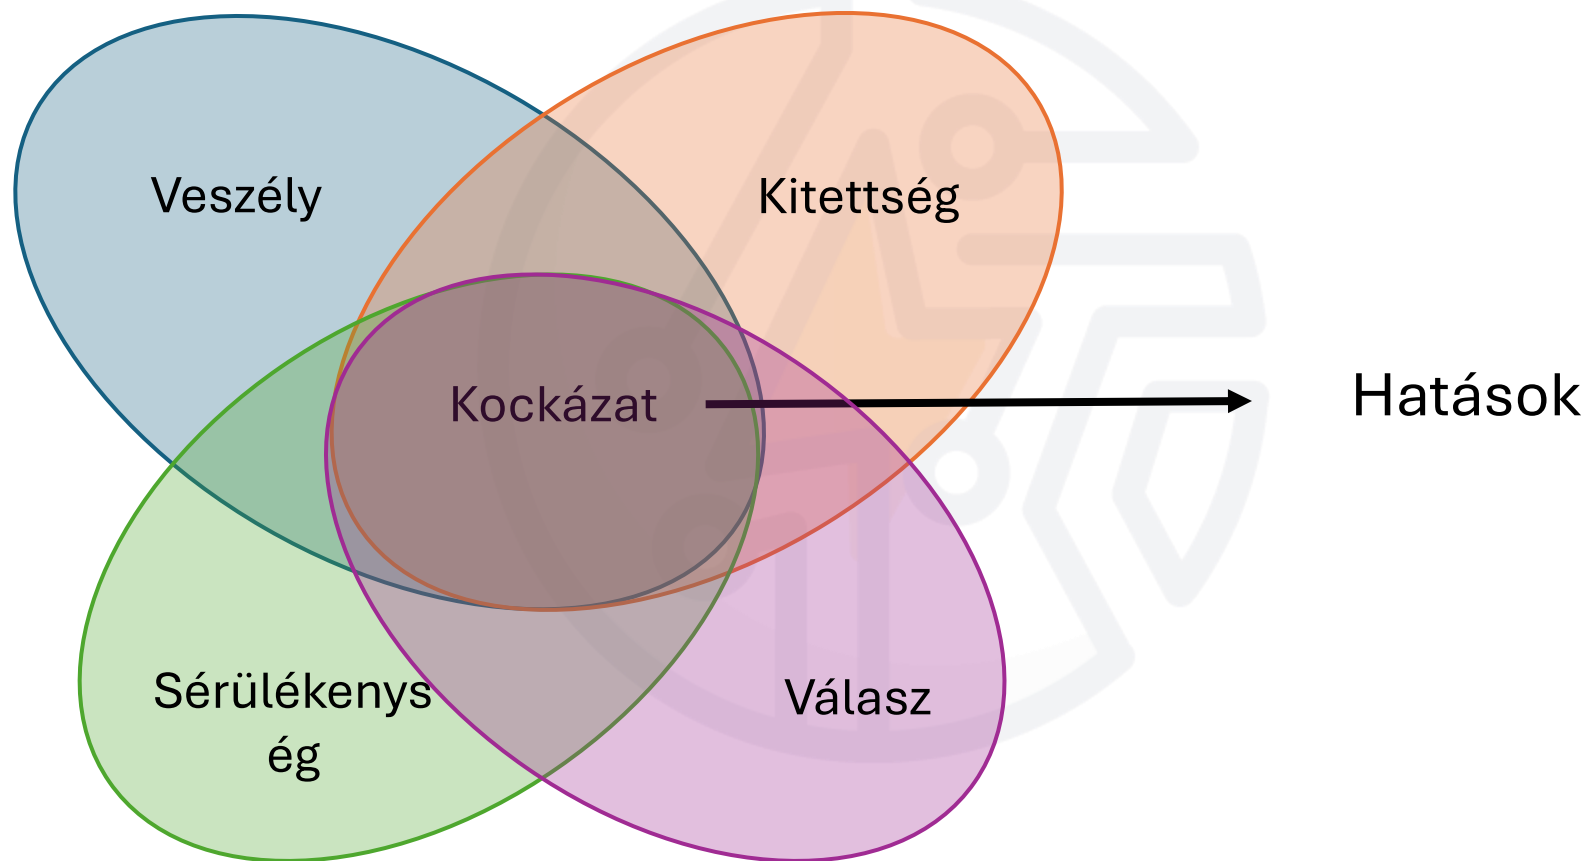 Veszély
Kitettség
Kockázat
Hatások
Sérülékenys
ég
Válasz